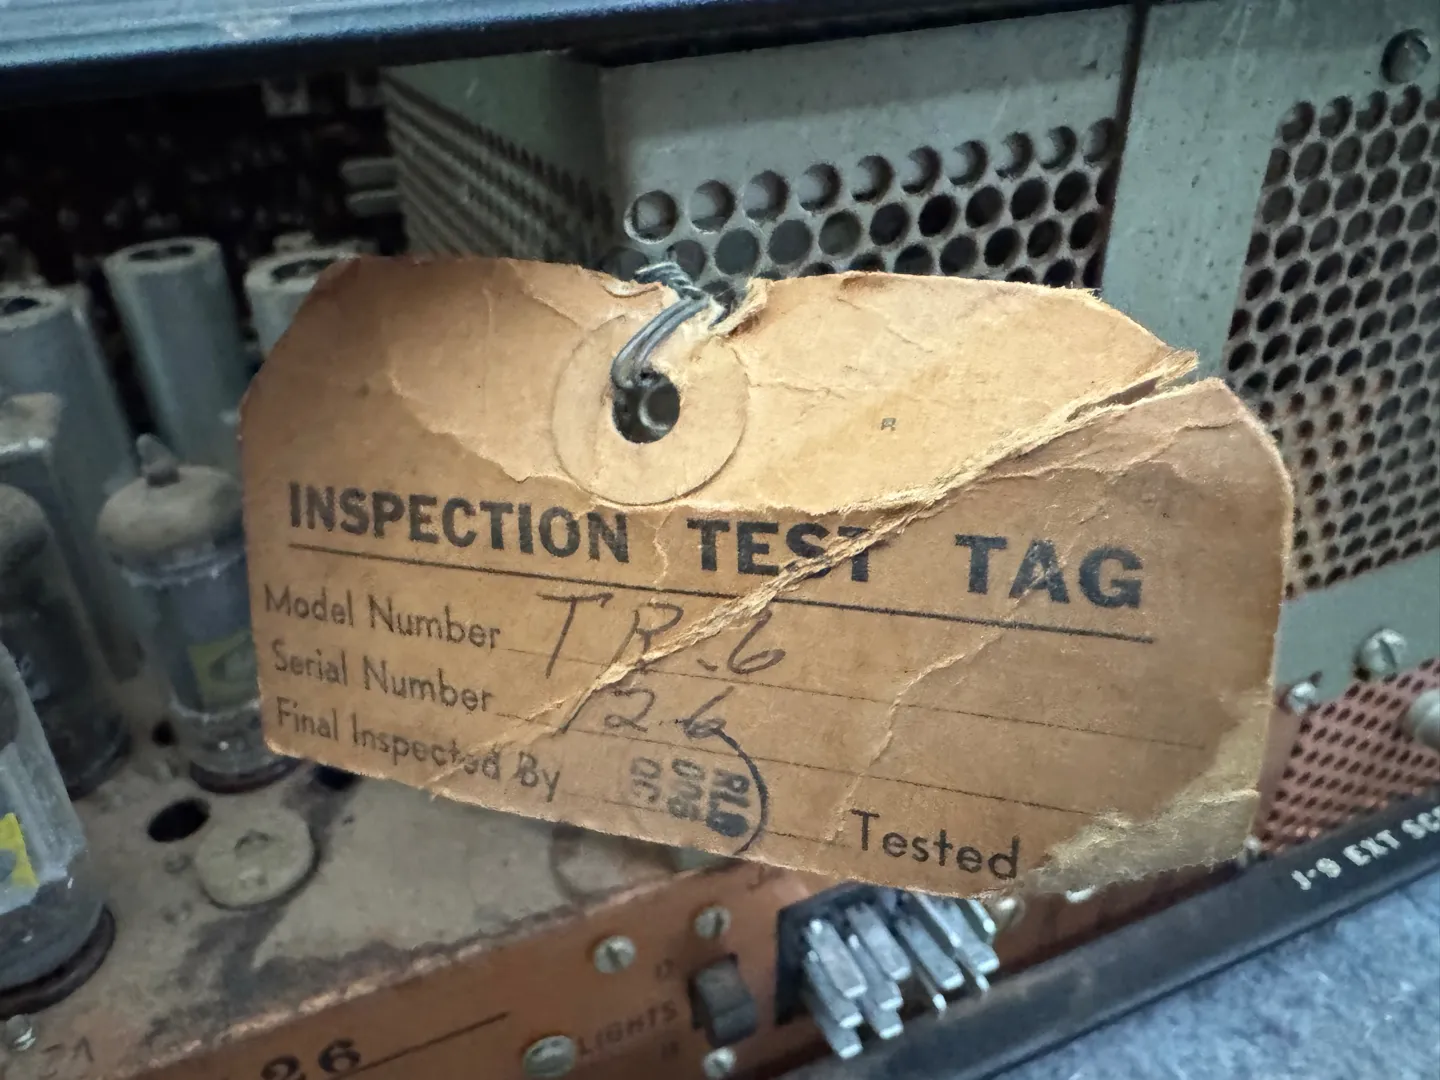 INSPECTION TEST TAG
Model Number TR.6
Serial Number 126
Final Inspected By
Tested
J-9 EXT
LIGHTS
26